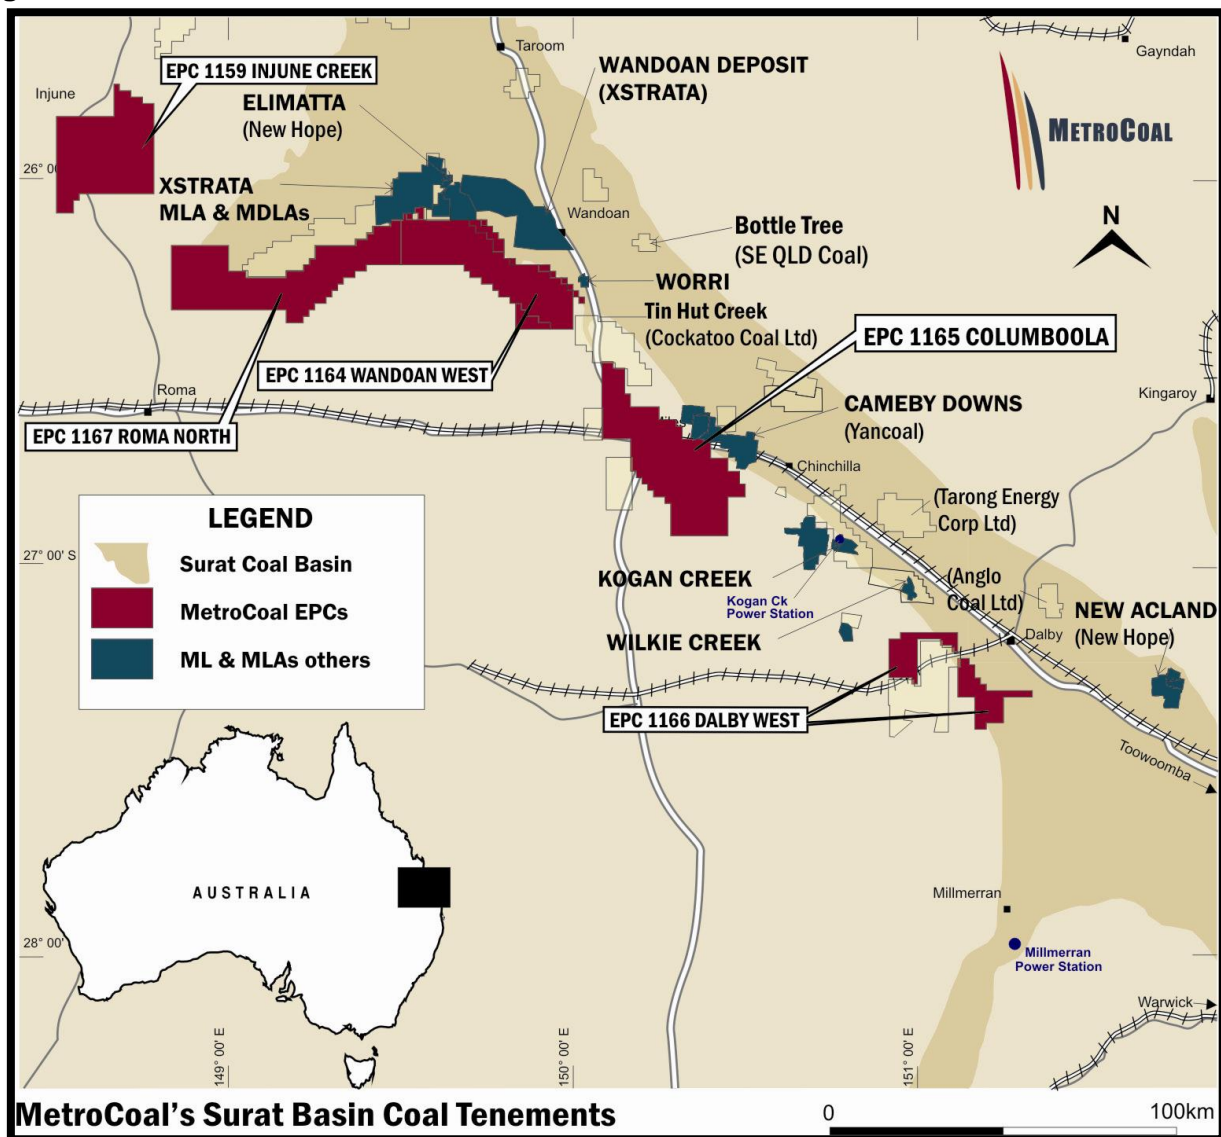 Taroom
Gayndah
EPC 1159 INJUNE CREEK
WANDOAN DEPOSIT
(XSTRATA)
Injune
ELIMATTA
(New Hope)
METROCOAL
26° 00'
XSTRATA
MLA & MDLAs
Wandoan
N
Bottle Tree
(SE QLD Coal)
WORRI
Tin Hut Creek
(Cockatoo Coal Ltd)
EPC 1165 COLUMBOOLA
EPC 1164 WANDOAN WEST
Roma
Kingaroy
CAMEBY DOWNS
(Yancoal)
EPC 1167 ROMA NORTH
Chinchilla
LEGEND
Surat Coal Basin
MetroCoal EPCs
ML & MLAs others
(Tarong Energy
Corp Ltd)
27° 00' S
KOGAN CREEK
(Anglo
Coal Ltd)
Kogan Ck
Power Station
NEW ACLAND
(New Hope)
WILKIE CREEK
Dalby
EPC 1166 DALBY WEST
Toowoomba
AUSTRALIA
Millmerran
28° 00'
Millmerran
Power Station
Warwick
149° 00' E
150° 00' E
151° 00' E
MetroCoal's Surat Basin Coal Tenements
0
100km